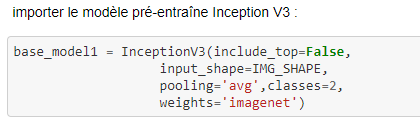 importer le modèle pré-entraîne Inception V3 :
base_model1 = InceptionV3(include_top=False,
input_shape=IMG_SHAPE,
pooling='avg',classes=2,
weights='imagenet')